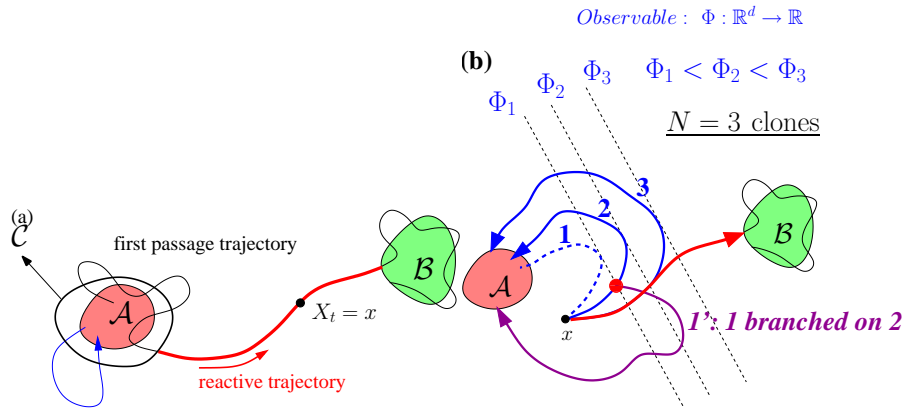 Observable : Φ : ℝ^d → ℝ
(b)
Φ₁ < Φ₂ < Φ₃
Φ₃
Φ₂
Φ₁
N = 3 clones
(a)
C
first passage trajectory
A
X_t = x
reactive trajectory
B
1
2
3
A
x
B
1': 1 branched on 2